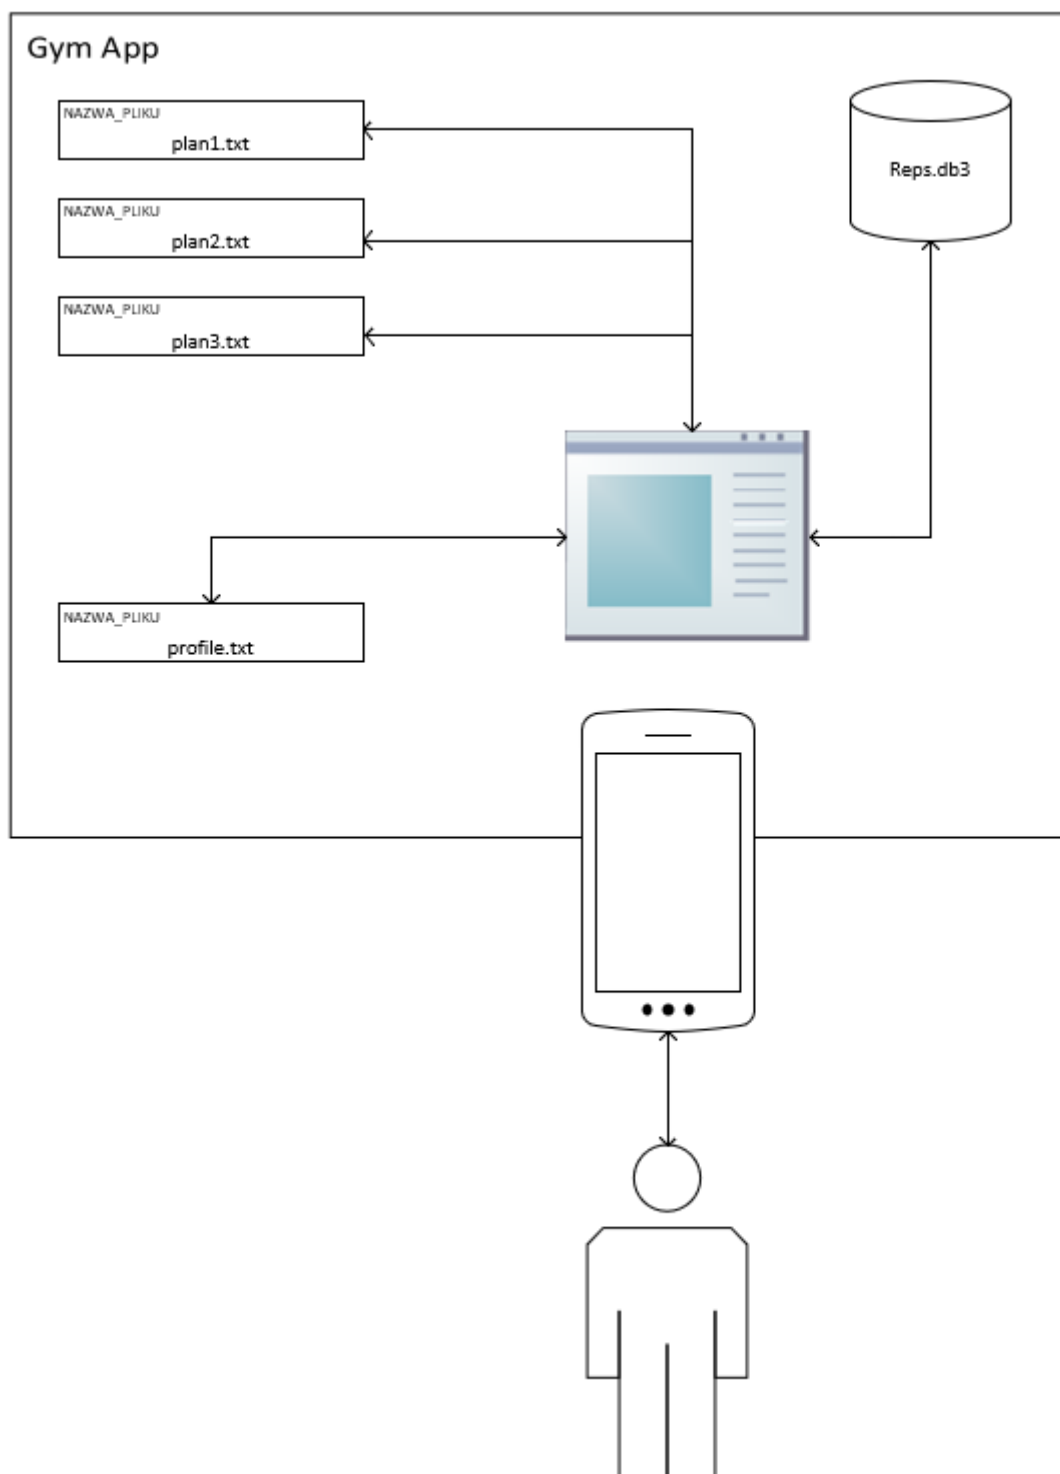 Gym App
NAZWA_PLIKU
plan1.txt
Reps.db3
NAZWA_PLIKU
plan2.txt
NAZWA_PLIKU
plan3.txt
NAZWA_PLIKU
profile.txt